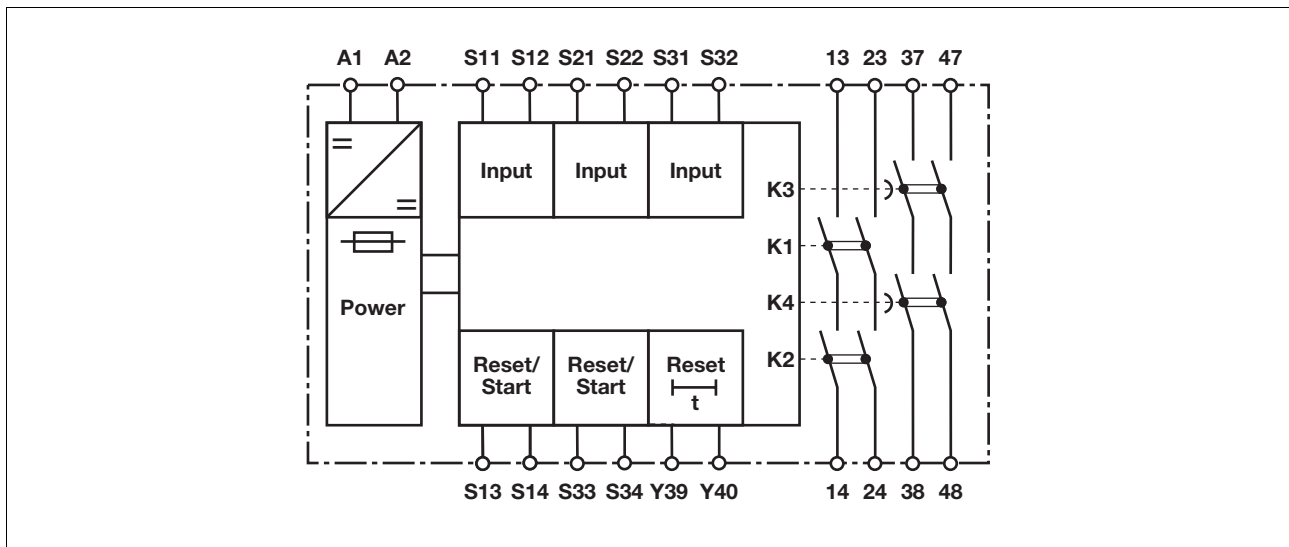 A1 A2 S11 S12 S21 S22 S31 S32 13 23 37 47
Input Input Input
K3
K1
K4
Power
K2
Reset/ Reset/ Reset
Start Start t
S13 S14 S33 S34 Y39 Y40 14 24 38 48